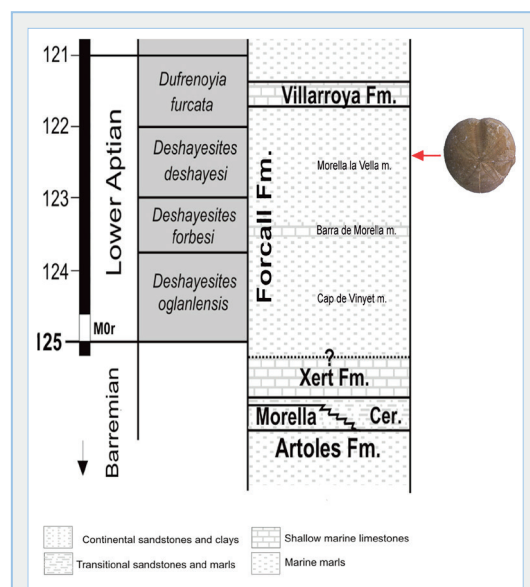 121
122
123
124
125
M0r
Lower Aptian
Barremian
Dufrenoyia
furcata
Deshayesites
deshayesi
Deshayesites
forbesi
Deshayesites
oglanlensis
Forcall Fm.
Villarroya Fm.
Morella la Vella m.
Barra de Morella m.
Cap de Vinyet m.
?
Xert Fm.
Morella Cer.
Artoles Fm.
Continental sandstones and clays
Shallow marine limestones
Transitional sandstones and marls
Marine marls